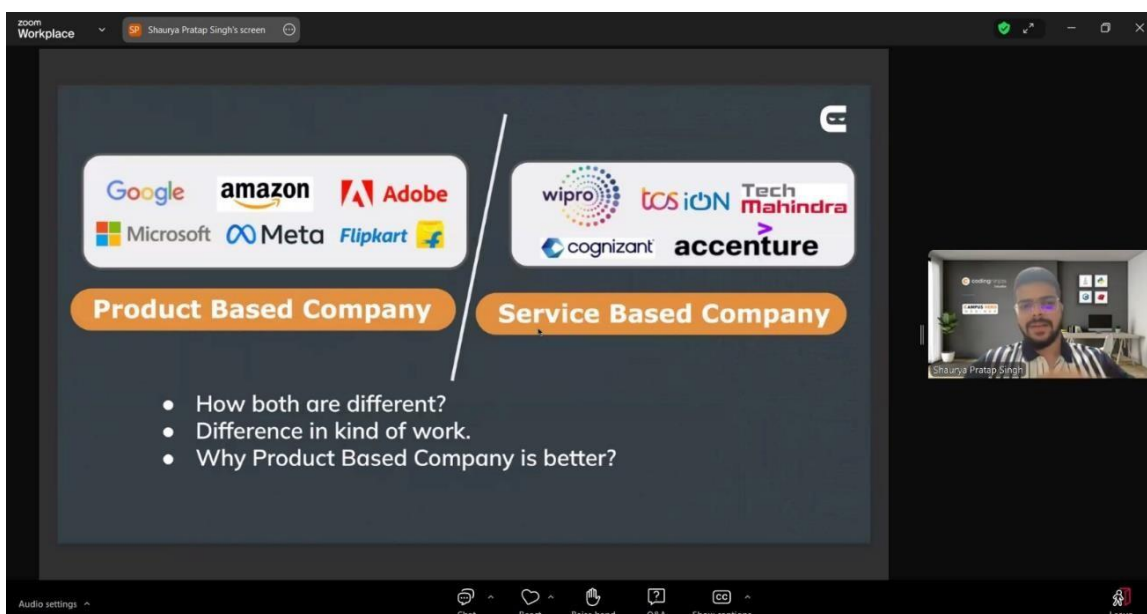 zoom
Workplace
SP Shaurya Pratap Singh's screen
Google amazon Adobe
Microsoft Meta Flipkart
wipro tcs iON Tech Mahindra
cognizant accenture
Product Based Company
Service Based Company
• How both are different?
• Difference in kind of work.
• Why Product Based Company is better?
Shaurya Pratap Singh
Audio settings
CC